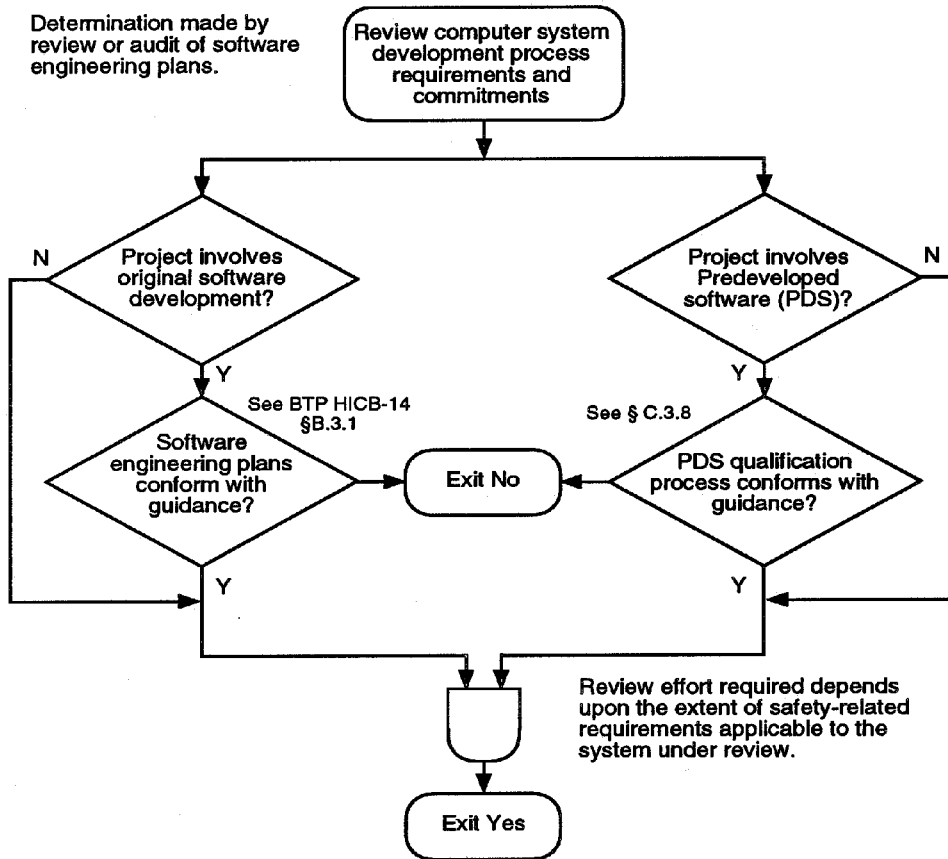 Determination made by
review or audit of software
engineering plans.
Review computer system
development process
requirements and
commitments
N
Project involves
original software
development?
Y
Project involves
Predeveloped
software (PDS)?
N
Y
See BTP HICB-14
§B.3.1
Software
engineering plans
conform with
guidance?
Y
Exit No
See § C.3.8
PDS qualification
process conforms with
guidance?
Y
Review effort required depends
upon the extent of safety-related
requirements applicable to the
system under review.
Exit Yes